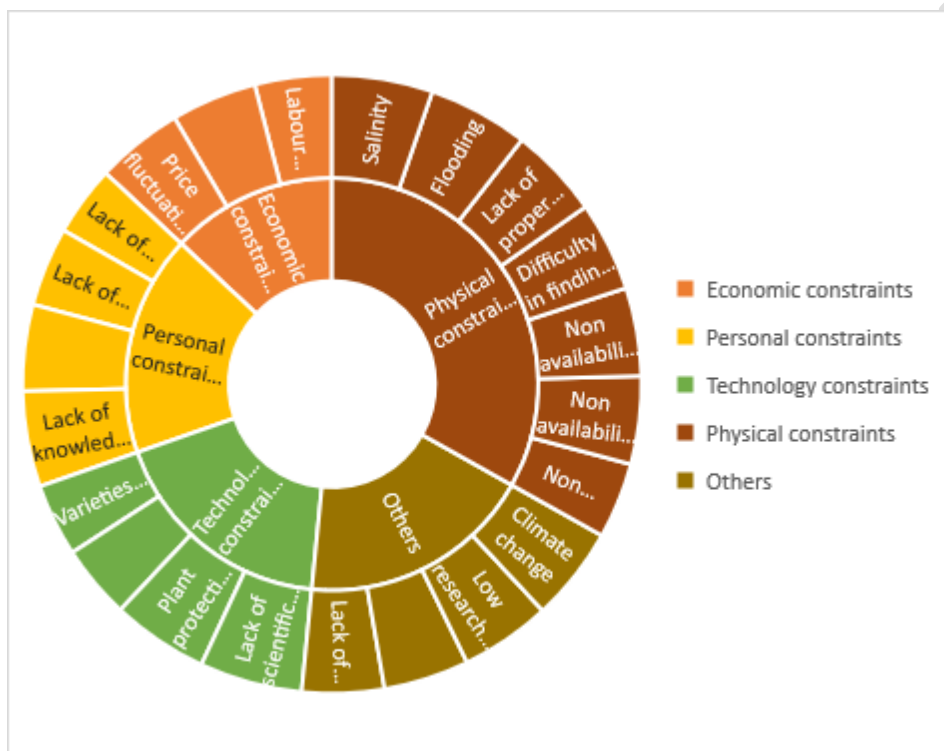 Labour...
Price
fluctuati...
Economic
constrai...
Lack of...
Lack of...
Personal
constrai...
Lack of
knowled...
Varieties...
Technol...
constrai...
Plant
protecti...
Lack of
scientific...
Others
Lack of...
Low
research...
Climate
change
Physical
constrai...
Salinity
Flooding
Lack of
proper...
Difficulty
in findin...
Non
availabili...
Non
availabili...
Non...
Economic constraints
Personal constraints
Technology constraints
Physical constraints
Others